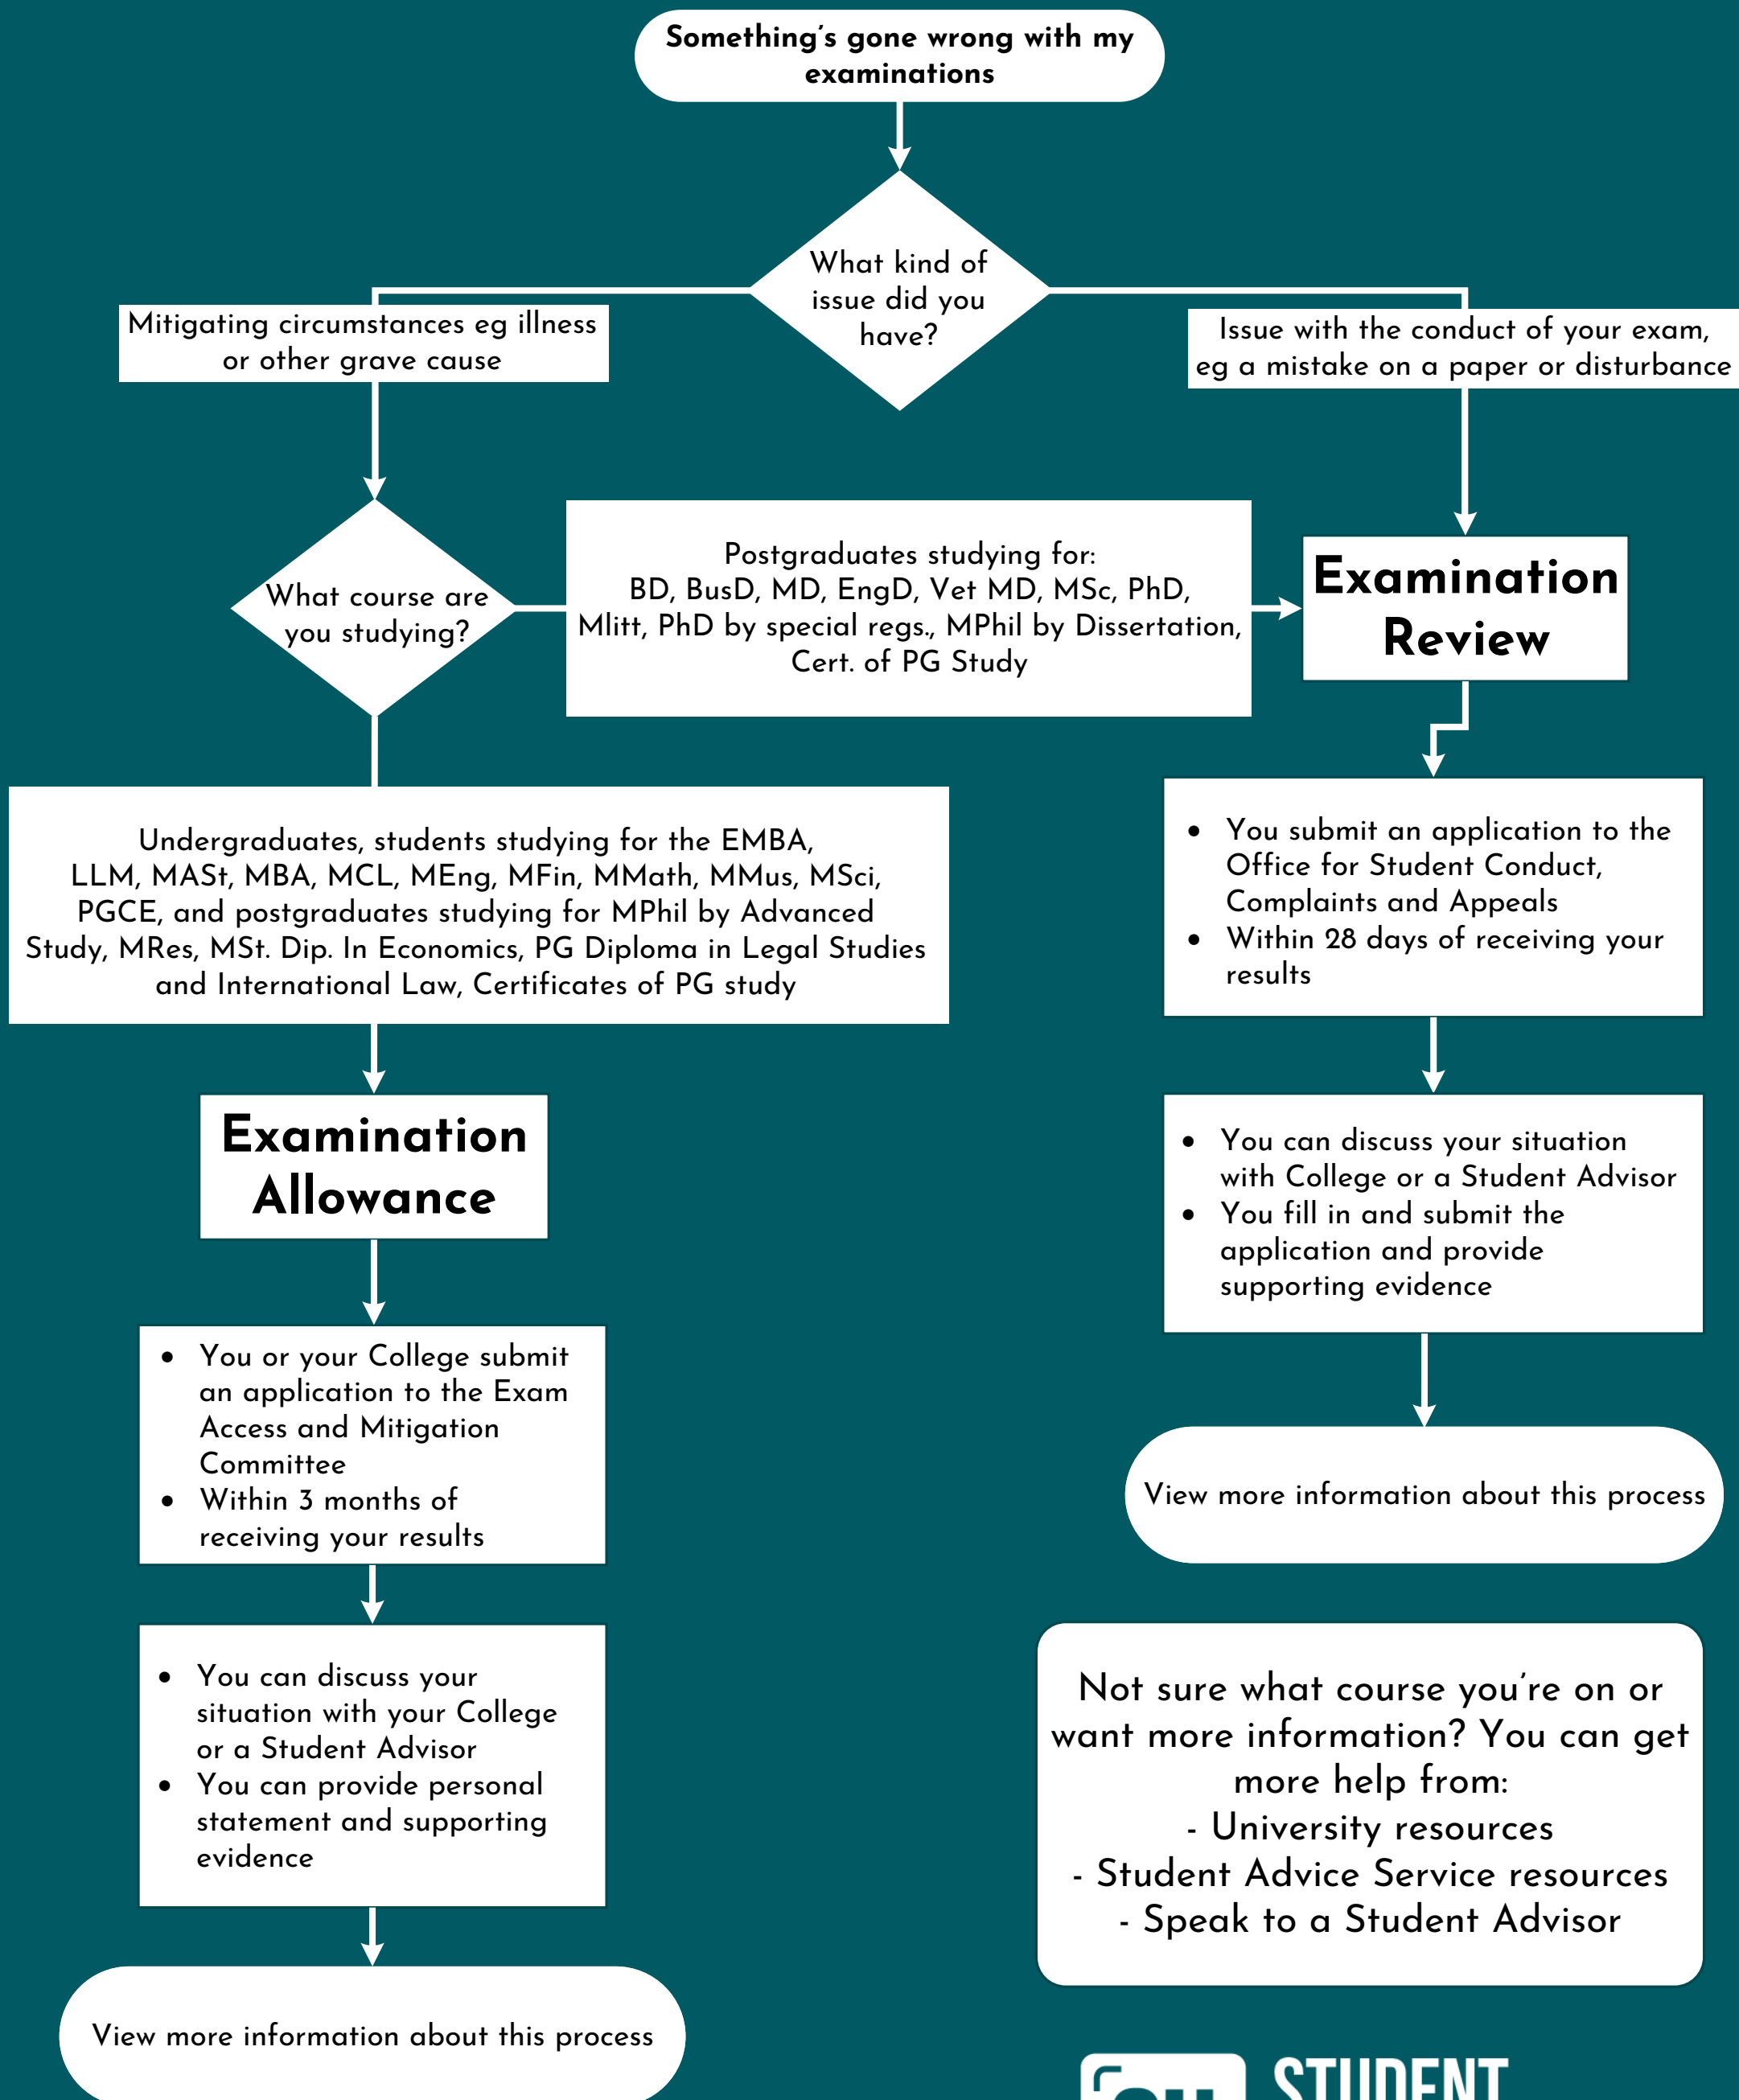 Something's gone wrong with my
examinations
What kind of
issue did you
have?
Mitigating circumstances eg illness
or other grave cause
Issue with the conduct of your exam,
eg a mistake on a paper or disturbance
What course are
you studying?
Postgraduates studying for:
BD, BusD, MD, EngD, Vet MD, MSc, PhD,
Mlitt, PhD by special regs., MPhil by Dissertation,
Cert. of PG Study
Examination
Review
Undergraduates, students studying for the EMBA,
LLM, MASt, MBA, MCL, MEng, MFin, MMath, MMus, MSci,
PGCE, and postgraduates studying for MPhil by Advanced
Study, MRes, MSt. Dip. In Economics, PG Diploma in Legal Studies
and International Law, Certificates of PG study
• You submit an application to the
Office for Student Conduct,
Complaints and Appeals
• Within 28 days of receiving your
results
Examination
Allowance
• You can discuss your situation
with College or a Student Advisor
• You fill in and submit the
application and provide
supporting evidence
• You or your College submit
an application to the Exam
Access and Mitigation
Committee
• Within 3 months of
receiving your results
View more information about this process
• You can discuss your
situation with your College
or a Student Advisor
• You can provide personal
statement and supporting
evidence
Not sure what course you're on or
want more information? You can get
more help from:
- University resources
- Student Advice Service resources
- Speak to a Student Advisor
View more information about this process
STUDENT